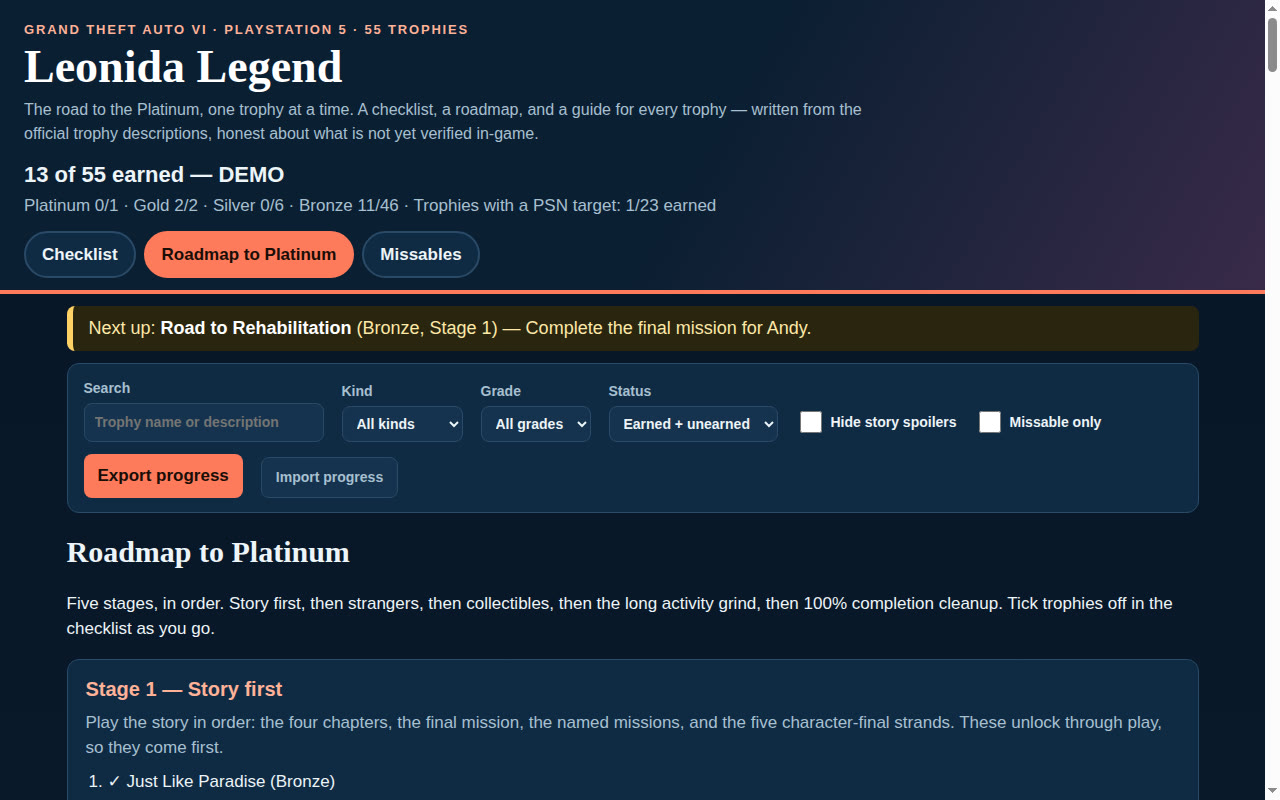 GRAND THEFT AUTO VI · PLAYSTATION 5 · 55 TROPHIES
Leonida Legend
The road to the Platinum, one trophy at a time. A checklist, a roadmap, and a guide for every trophy — written from the
official trophy descriptions, honest about what is not yet verified in-game.
13 of 55 earned — DEMO
Platinum 0/1 · Gold 2/2 · Silver 0/6 · Bronze 11/46 · Trophies with a PSN target: 1/23 earned
Checklist
Roadmap to Platinum
Missables
Next up: Road to Rehabilitation (Bronze, Stage 1) — Complete the final mission for Andy.
Search
Trophy name or description
Kind
All kinds
Grade
All grades
Status
Earned + unearned
Hide story spoilers
Missable only
Export progress
Import progress
Roadmap to Platinum
Five stages, in order. Story first, then strangers, then collectibles, then the long activity grind, then 100% completion cleanup. Tick trophies off in the
checklist as you go.
Stage 1 — Story first
Play the story in order: the four chapters, the final mission, the named missions, and the five character-final strands. These unlock through play,
so they come first.
1. ✓ Just Like Paradise (Bronze)